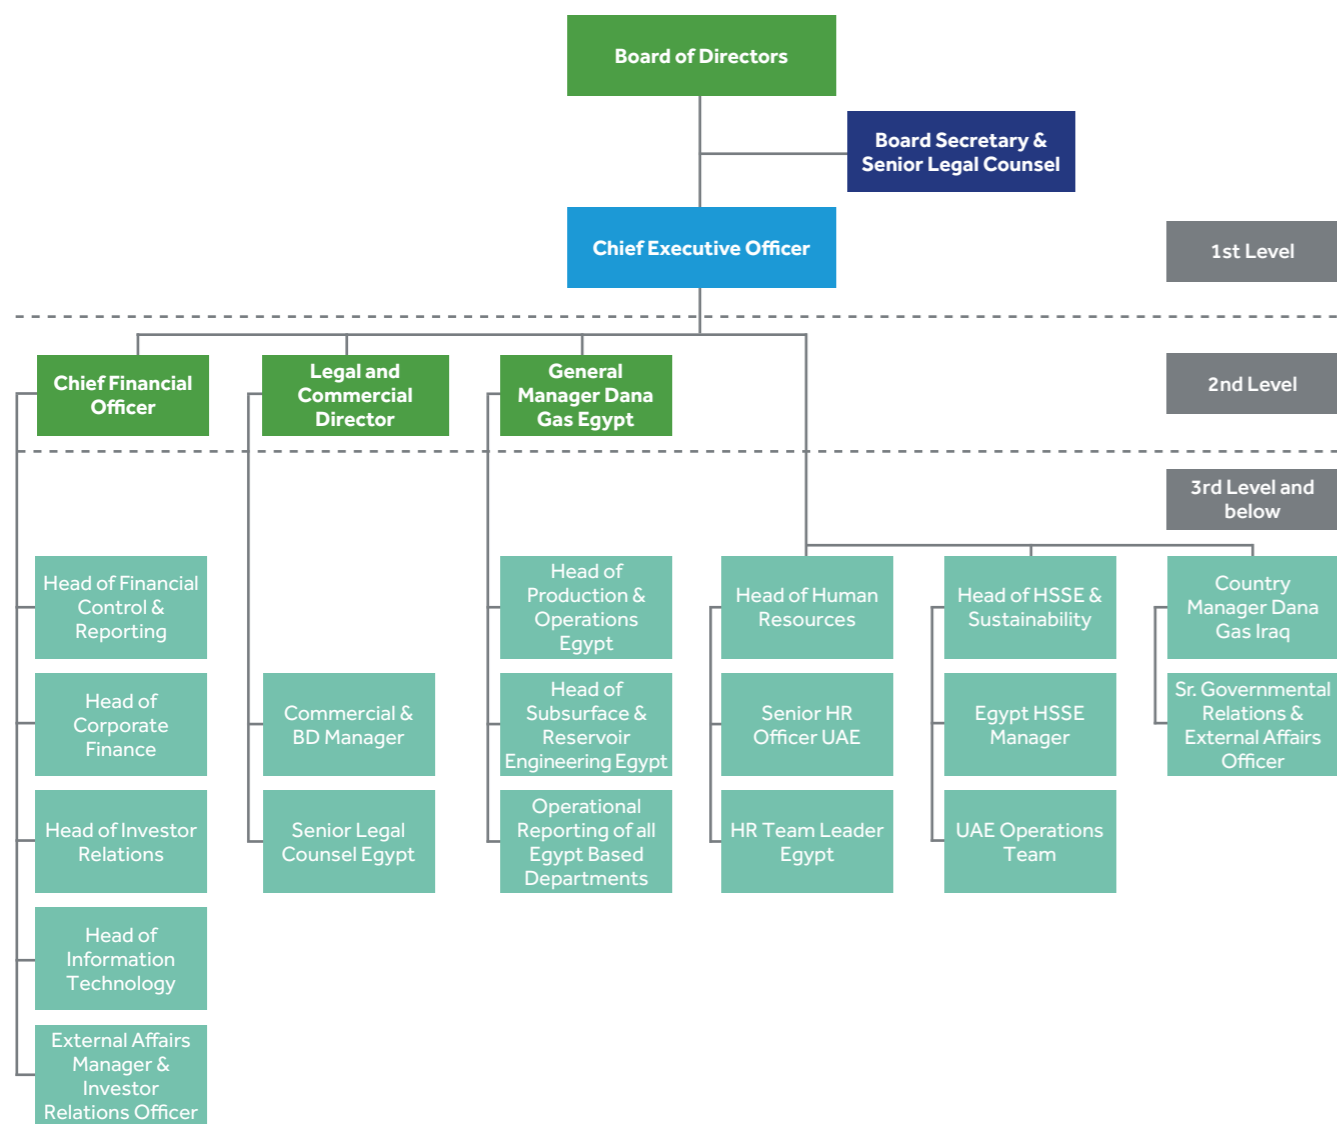 Board of Directors
Board Secretary &
Senior Legal Counsel
Chief Executive Officer
1st Level
Chief Financial
Officer
Legal and
Commercial
Director
General
Manager Dana
Gas Egypt
2nd Level
3rd Level and
below
Head of Financial
Control &
Reporting
Head of
Corporate
Finance
Head of Investor
Relations
Head of
Information
Technology
External Affairs
Manager &
Investor
Relations Officer
Commercial &
BD Manager
Senior Legal
Counsel Egypt
Head of
Production &
Operations
Egypt
Head of
Subsurface &
Reservoir
Engineering Egypt
Operational
Reporting of all
Egypt Based
Departments
Head of Human
Resources
Senior HR
Officer UAE
HR Team Leader
Egypt
Head of HSSE &
Sustainability
Egypt HSSE
Manager
UAE Operations
Team
Country
Manager Dana
Gas Iraq
Sr. Governmental
Relations &
External Affairs
Officer